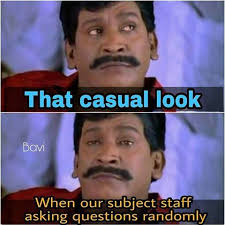 That casual look
Bavi
When our subject staff
asking questions randomly